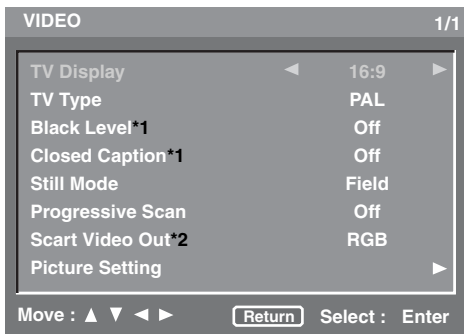 VIDEO 1/1
TV Display ◄ 16:9 ►
TV Type PAL
Black Level*1 Off
Closed Caption*1 Off
Still Mode Field
Progressive Scan Off
Scart Video Out*2 RGB
Picture Setting ►
Move : ▲ ▼ ◄ ► Return Select : Enter